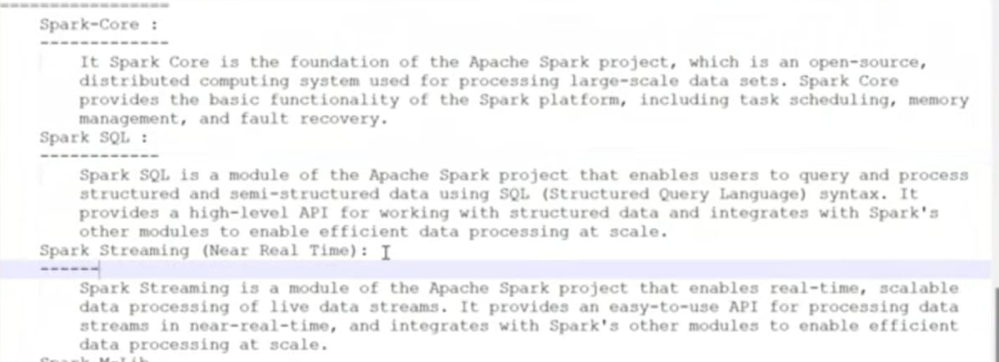 ==================
Spark-Core :
-------------
It Spark Core is the foundation of the Apache Spark project, which is an open-source,
distributed computing system used for processing large-scale data sets. Spark Core
provides the basic functionality of the Spark platform, including task scheduling, memory
management, and fault recovery.
Spark SQL :
------------
Spark SQL is a module of the Apache Spark project that enables users to query and process
structured and semi-structured data using SQL (Structured Query Language) syntax. It
provides a high-level API for working with structured data and integrates with Spark's
other modules to enable efficient data processing at scale.
Spark Streaming (Near Real Time):
------
Spark Streaming is a module of the Apache Spark project that enables real-time, scalable
data processing of live data streams. It provides an easy-to-use API for processing data
streams in near-real-time, and integrates with Spark's other modules to enable efficient
data processing at scale.
Spark M-Lib